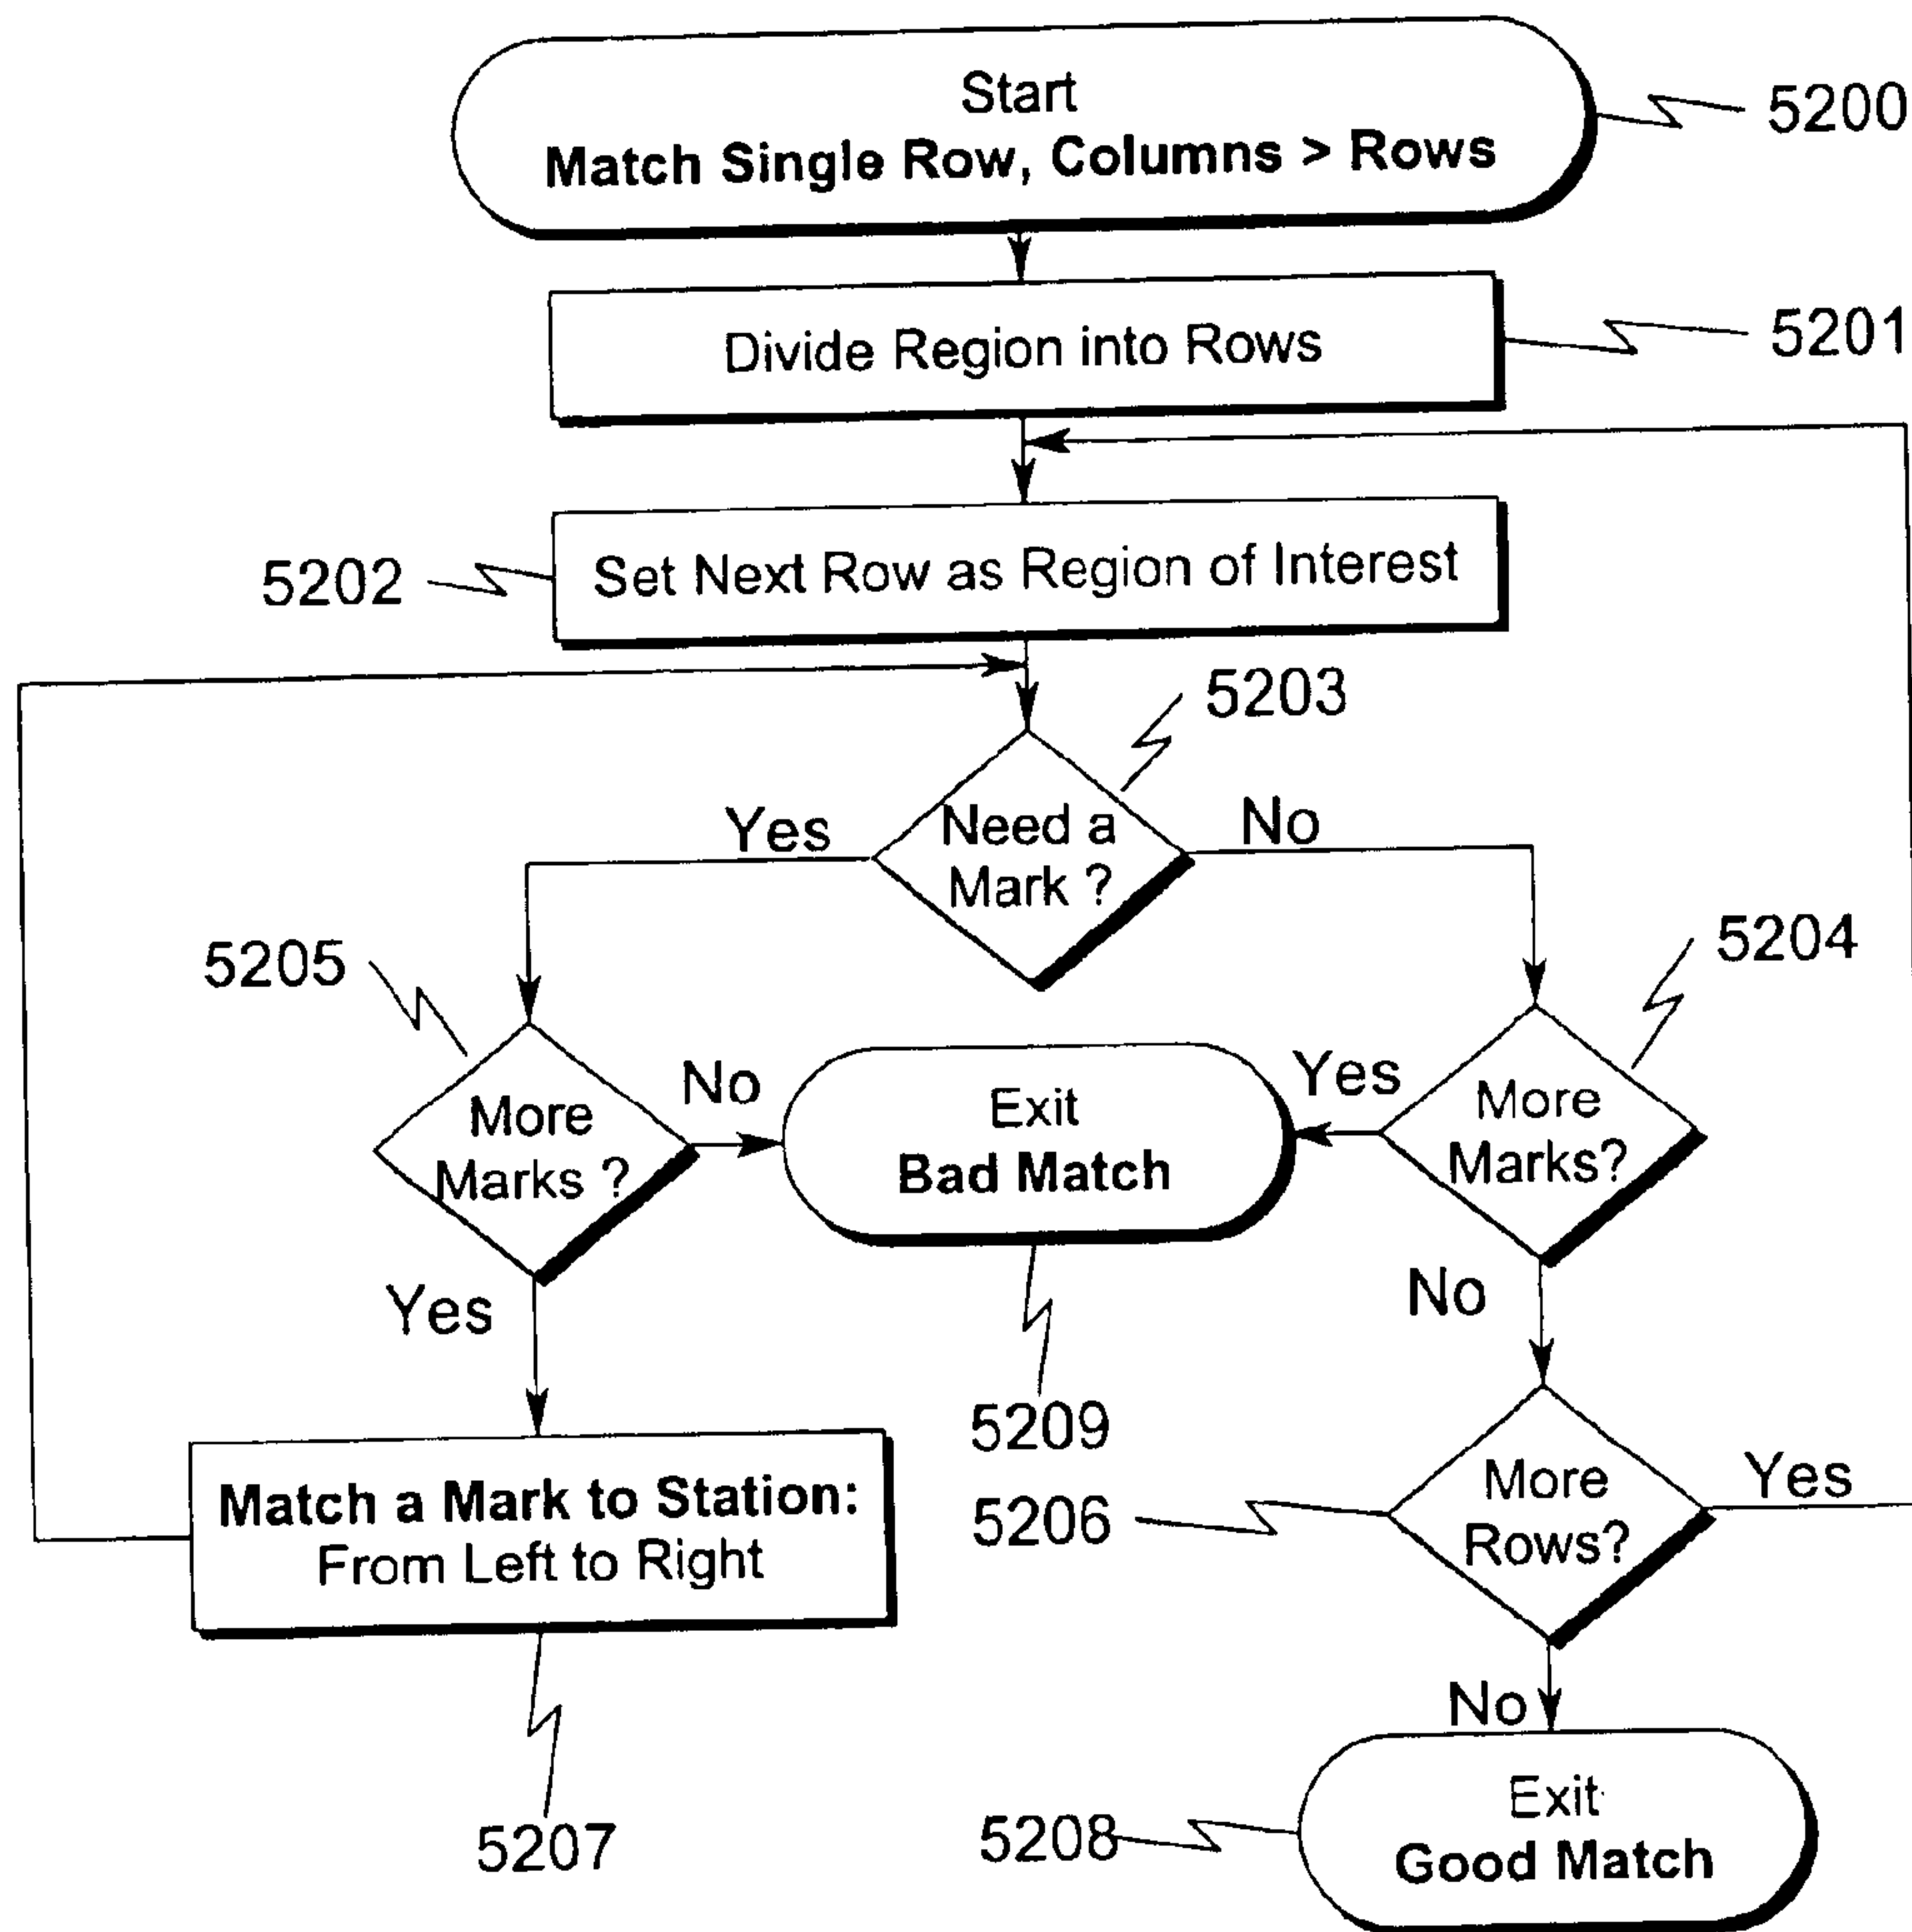 Start
Match Single Row, Columns > Rows
5200
Divide Region into Rows
5201
5202
Set Next Row as Region of Interest
5203
Need a
Mark ?
Yes
No
5205
5204
More
Marks ?
No
Exit
Bad Match
Yes
More
Marks?
Yes
No
5209
Match a Mark to Station:
From Left to Right
5206
More
Rows?
Yes
No
5207
5208
Exit
Good Match